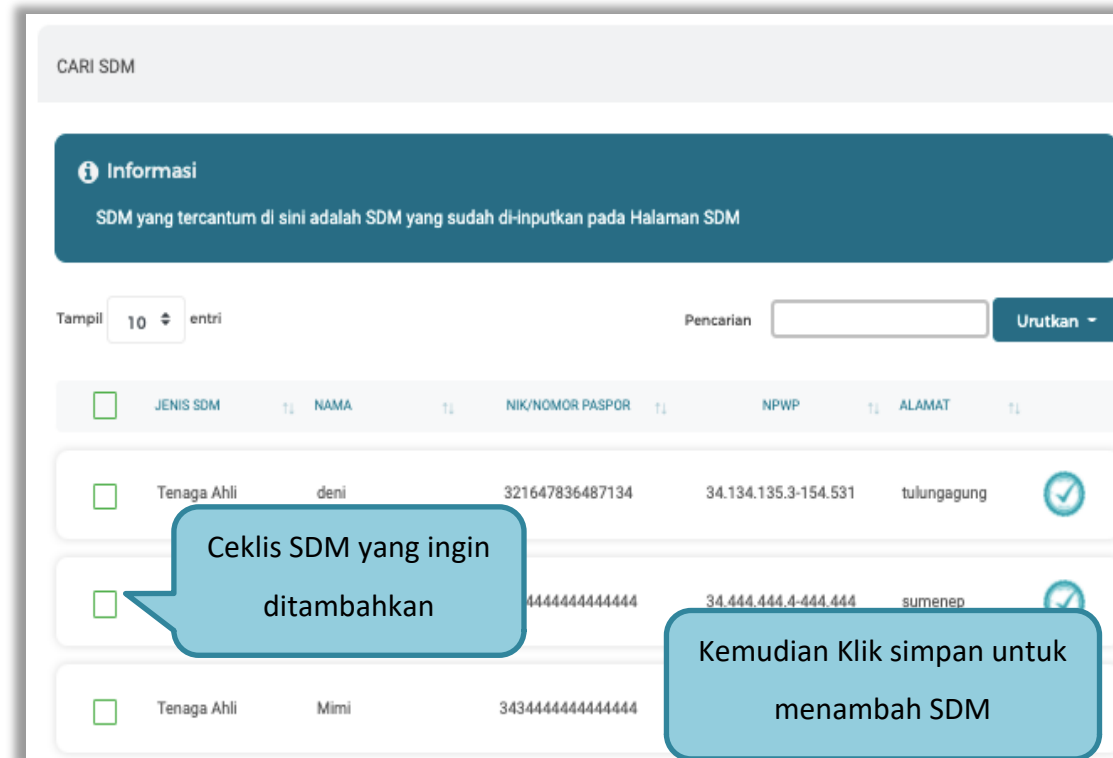 CARI SDM
Informasi
SDM yang tercantum di sini adalah SDM yang sudah di-inputkan pada Halaman SDM
Tampil 10 entri Pencarian Urutkan
JENIS SDM NAMA NIK/NOMOR PASPOR NPWP ALAMAT
Tenaga Ahli deni 321647836487134 34.134.135.3-154.531 tulungagung
Ceklis SDM yang ingin
ditambahkan
34.444.444.4-444.444 sumenep
Kemudian Klik simpan untuk
menambah SDM
Tenaga Ahli Mimi 3434444444444444